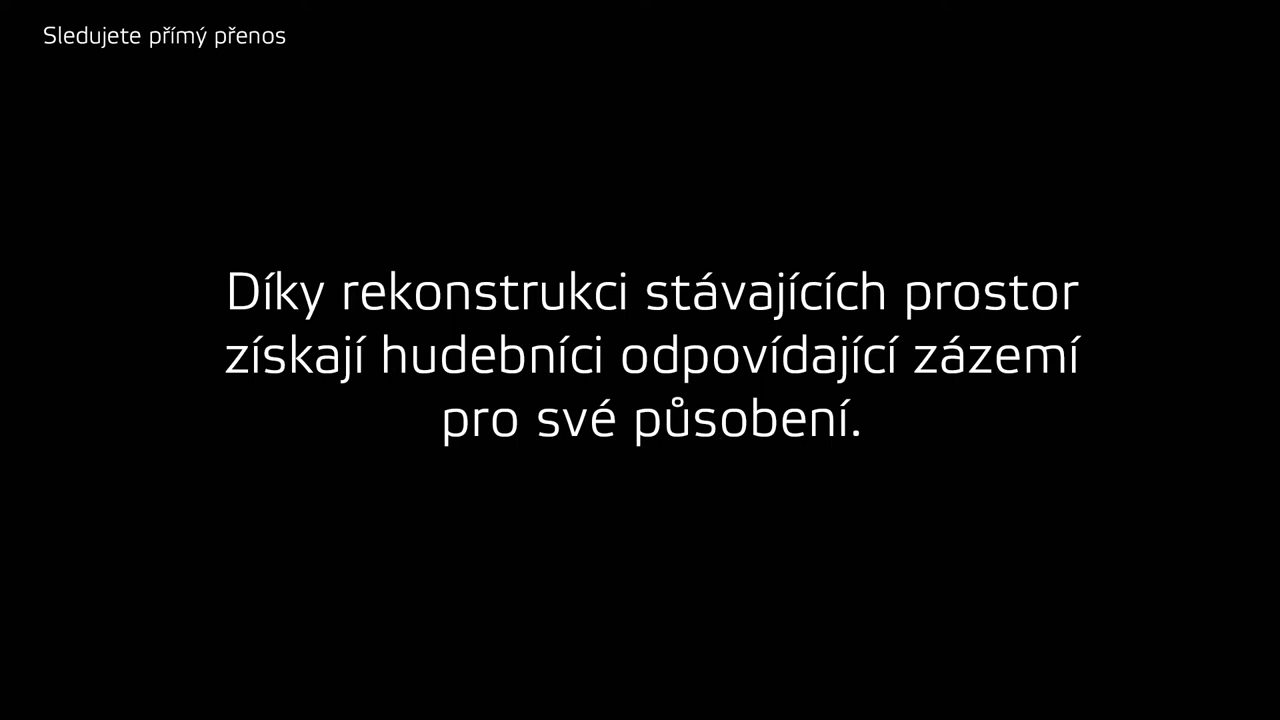 Sledujete přímý přenos
Díky rekonstrukci stávajících prostor
získají hudebníci odpovídající zázemí
pro své působení.